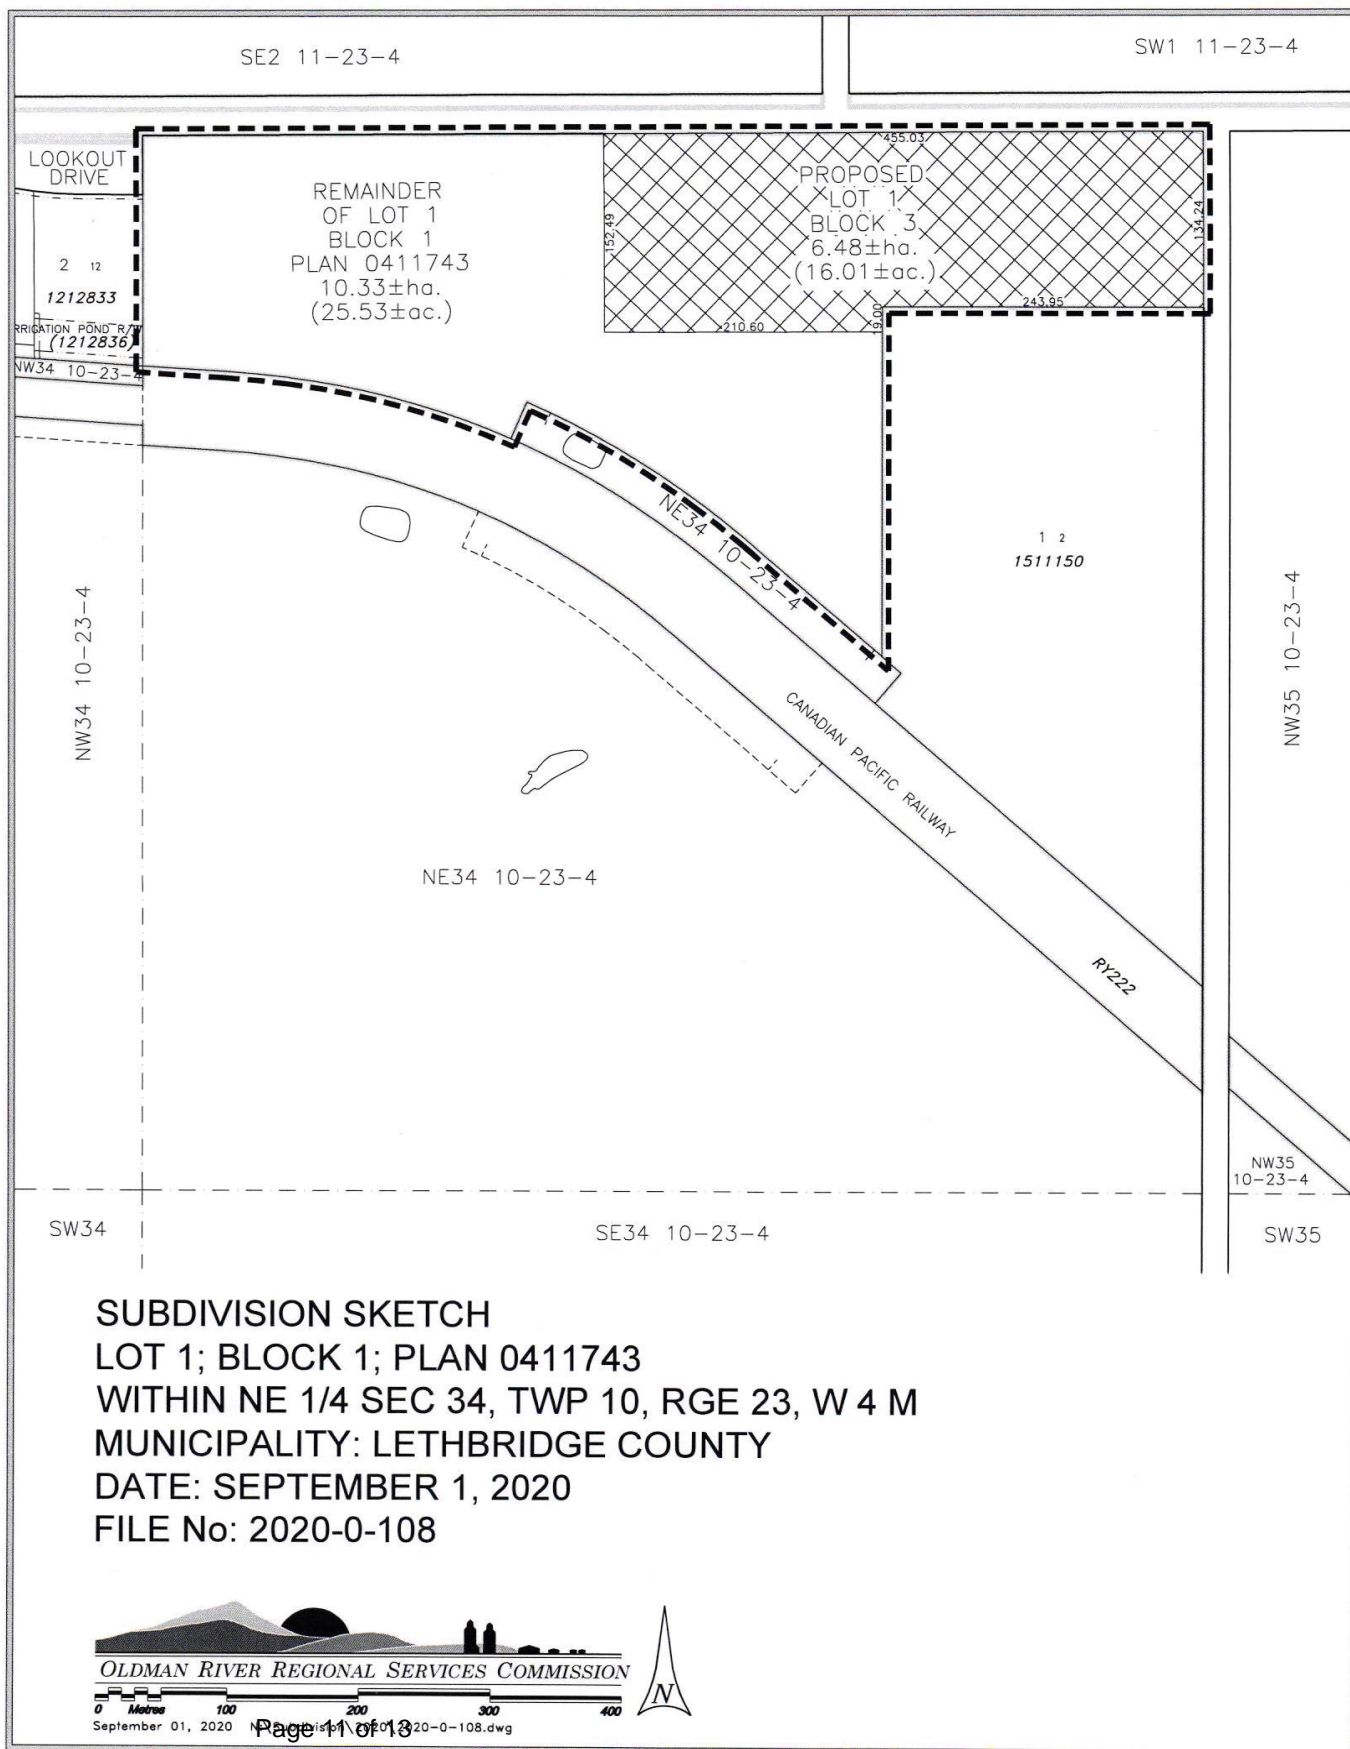 SE2 11-23-4
SW1 11-23-4
LOOKOUT
DRIVE
REMAINDER
OF LOT 1
BLOCK 1
PLAN 0411743
10.33±ha.
(25.53±ac.)
455.03
PROPOSED
LOT 1
BLOCK 3
6.48±ha.
(16.01±ac.)
152.49
134.24
210.60
19.00
243.95
2 12
1212833
RRIGATION POND R/W
(1212836)
NW34 10-23-4
NE34 10-23-4
1 2
1511150
NW34 10-23-4
NW35 10-23-4
CANADIAN PACIFIC RAILWAY
NE34 10-23-4
RY222
NW35
10-23-4
SW34
SE34 10-23-4
SW35
SUBDIVISION SKETCH
LOT 1; BLOCK 1; PLAN 0411743
WITHIN NE 1/4 SEC 34, TWP 10, RGE 23, W 4 M
MUNICIPALITY: LETHBRIDGE COUNTY
DATE: SEPTEMBER 1, 2020
FILE No: 2020-0-108
OLDMAN RIVER REGIONAL SERVICES COMMISSION
0 Metres 100 200 300 400
N
September 01, 2020 N:\Subdivision\2020\2020-0-108.dwg
Page 11 of 13